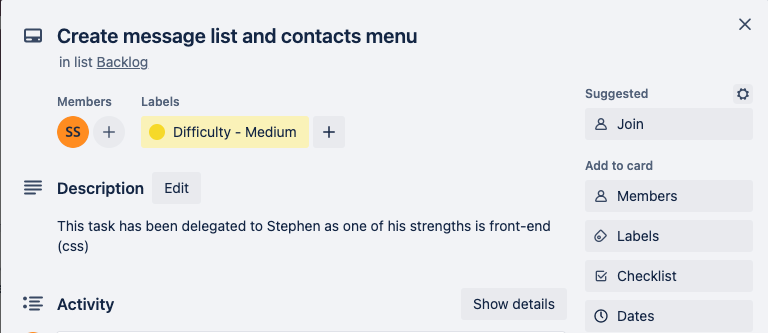 Create message list and contacts menu
in list Backlog
Members
Labels
SS
Difficulty - Medium
Description
Edit
This task has been delegated to Stephen as one of his strengths is front-end
(css)
Activity
Show details
Suggested
Join
Add to card
Members
Labels
Checklist
Dates